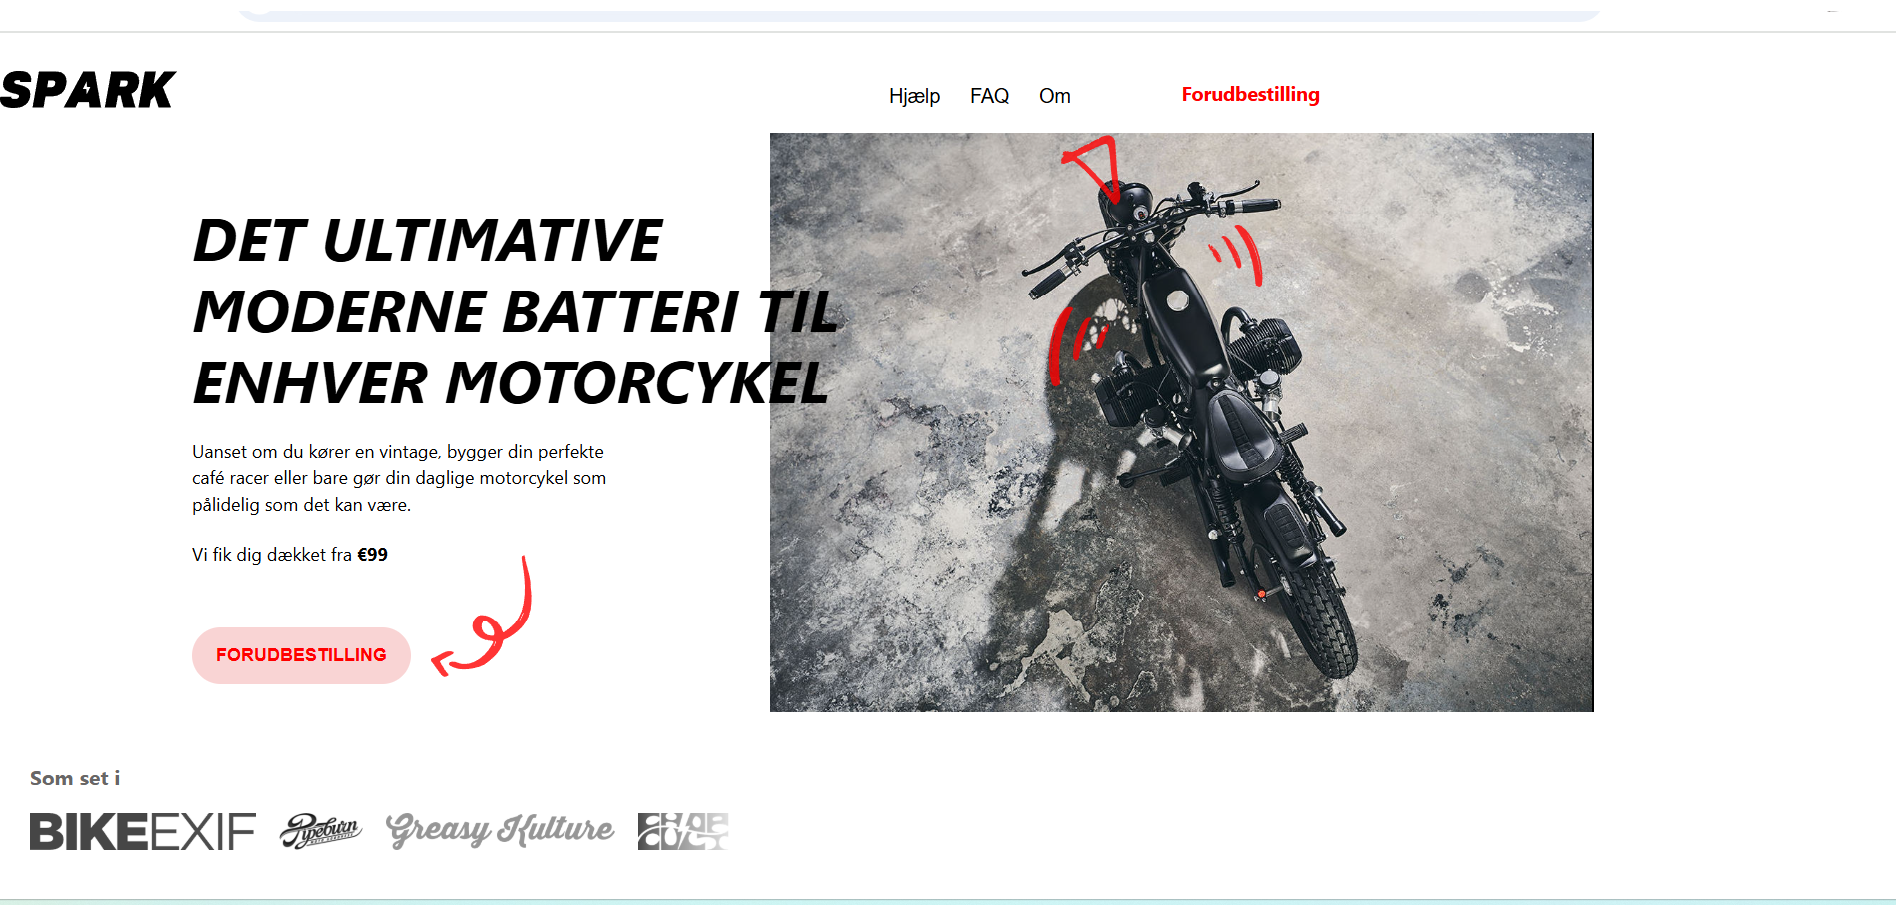 SPARK
Hjælp FAQ Om Forudbestilling
DET ULTIMATIVE
MODERNE BATTERI TIL
ENHVER MOTORCYKEL
Uanset om du kører en vintage, bygger din perfekte
café racer eller bare gør din daglige motorcykel som
pålidelig som det kan være.
Vi fik dig dækket fra €99
FORUDBESTILLING
Som set i
BIKEEXIF Pipeburn Greasy Kulture